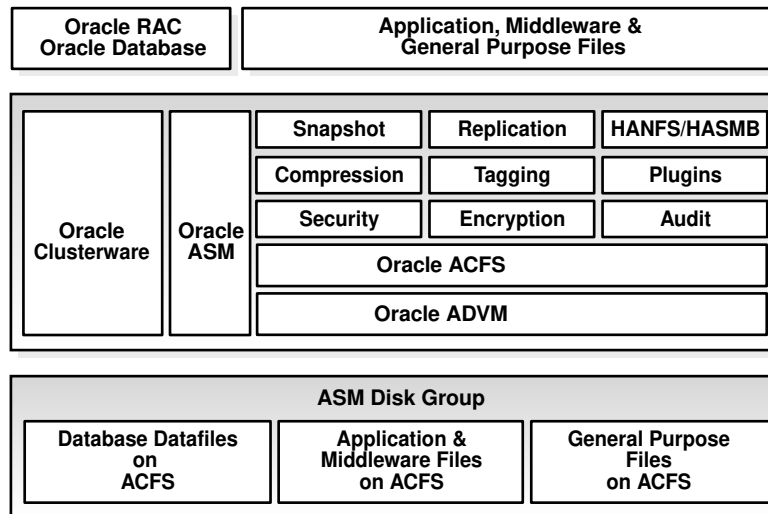 Oracle RAC
Oracle Database
Application, Middleware &
General Purpose Files
Oracle
Clusterware
Oracle
ASM
Snapshot
Replication
HANFS/HASMB
Compression
Tagging
Plugins
Security
Encryption
Audit
Oracle ACFS
Oracle ADVM
ASM Disk Group
Database Datafiles
on
ACFS
Application &
Middleware Files
on ACFS
General Purpose
Files
on ACFS